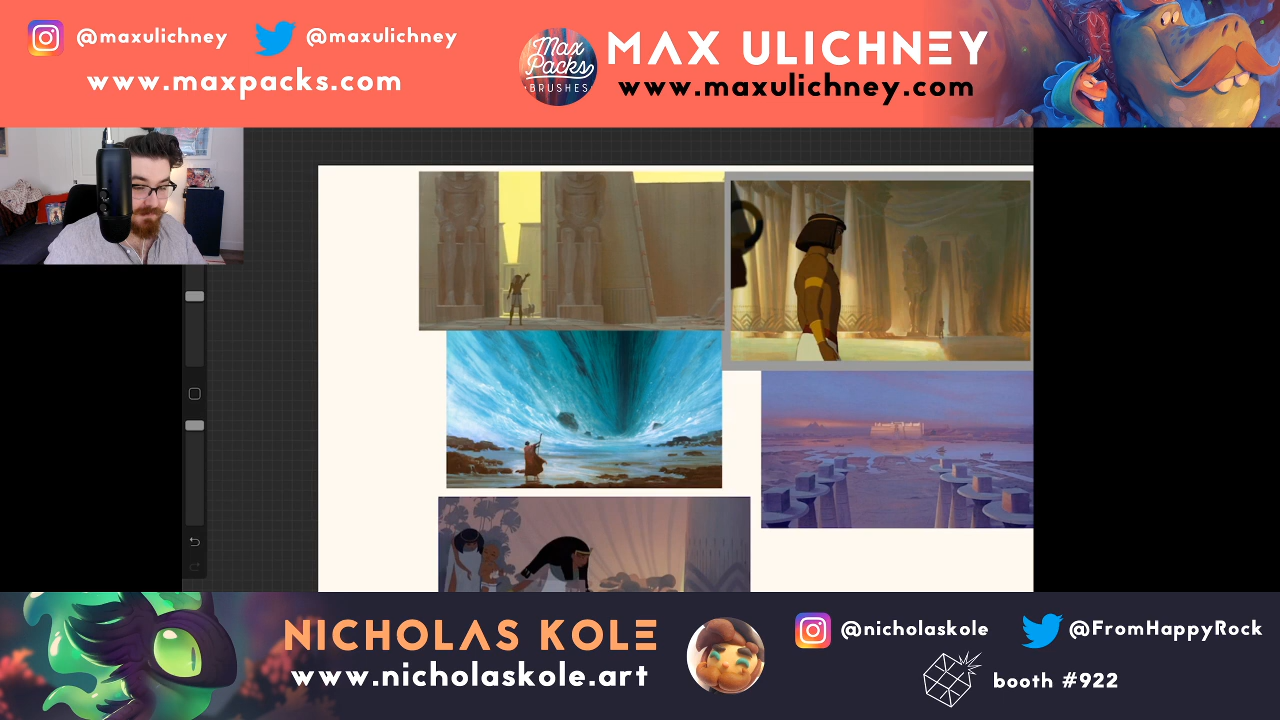 @maxulichney
@maxulichney
www.maxpacks.com
Max
Packs
BRUSHES
MAX ULICHNEY
www.maxulichney.com
NICHOLAS KOLE
www.nicholaskole.art
@nicholaskole
@FromHappyRock
booth #922